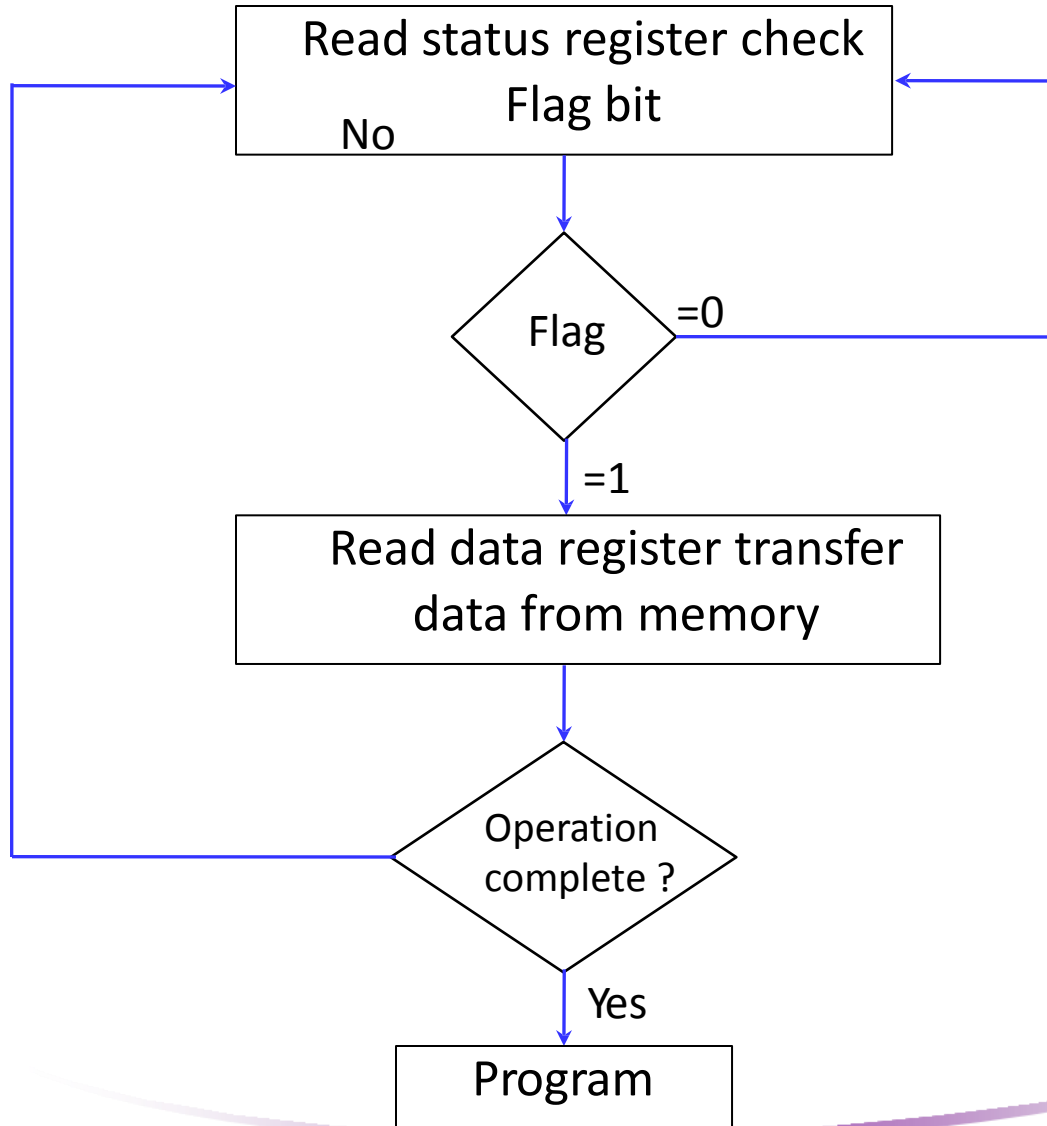 Read status register check
Flag bit
No
Flag
=0
=1
Read data register transfer
data from memory
Operation
complete ?
Yes
Program